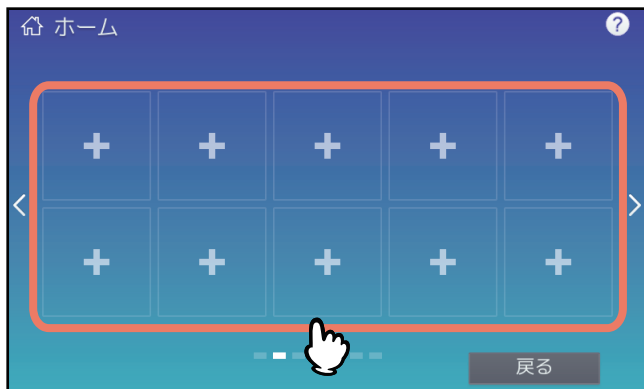 ホーム
?
+ + + + +
+ + + + +
戻る